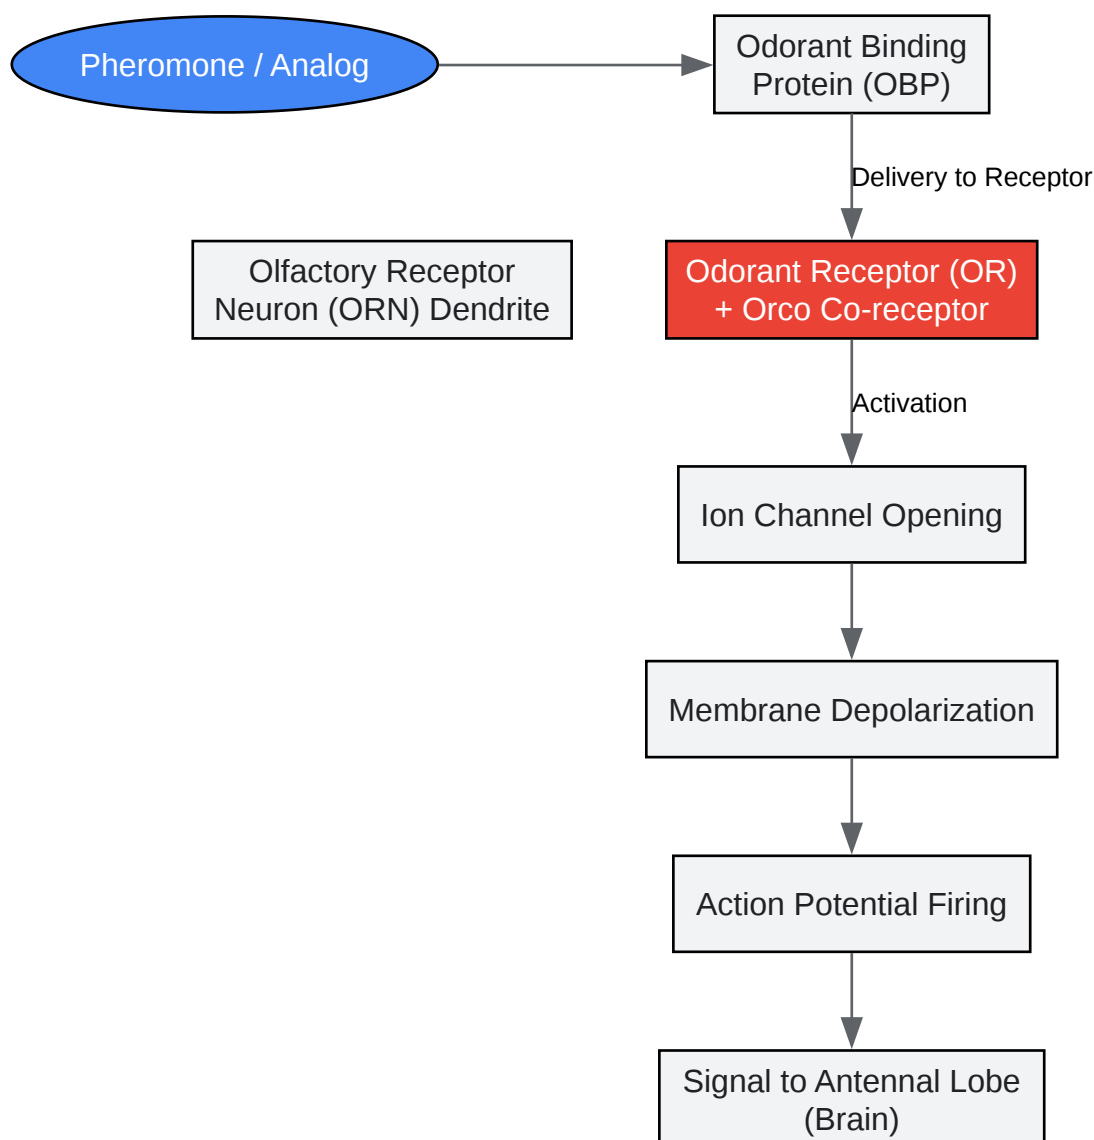 Pheromone / Analog
Odorant Binding
Protein (OBP)
Delivery to Receptor
Olfactory Receptor
Neuron (ORN) Dendrite
Odorant Receptor (OR)
+ Orco Co-receptor
Activation
Ion Channel Opening
Membrane Depolarization
Action Potential Firing
Signal to Antennal Lobe
(Brain)